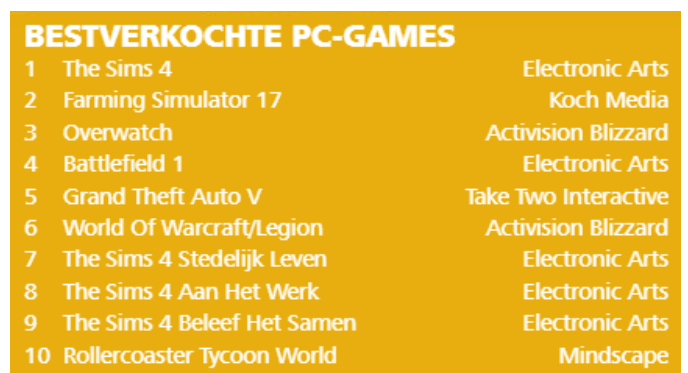 BESTVERKOCHTE PC-GAMES
1 The Sims 4 Electronic Arts
2 Farming Simulator 17 Koch Media
3 Overwatch Activision Blizzard
4 Battlefield 1 Electronic Arts
5 Grand Theft Auto V Take Two Interactive
6 World Of Warcraft/Legion Activision Blizzard
7 The Sims 4 Stedelijk Leven Electronic Arts
8 The Sims 4 Aan Het Werk Electronic Arts
9 The Sims 4 Beleef Het Samen Electronic Arts
10 Rollercoaster Tycoon World Mindscape